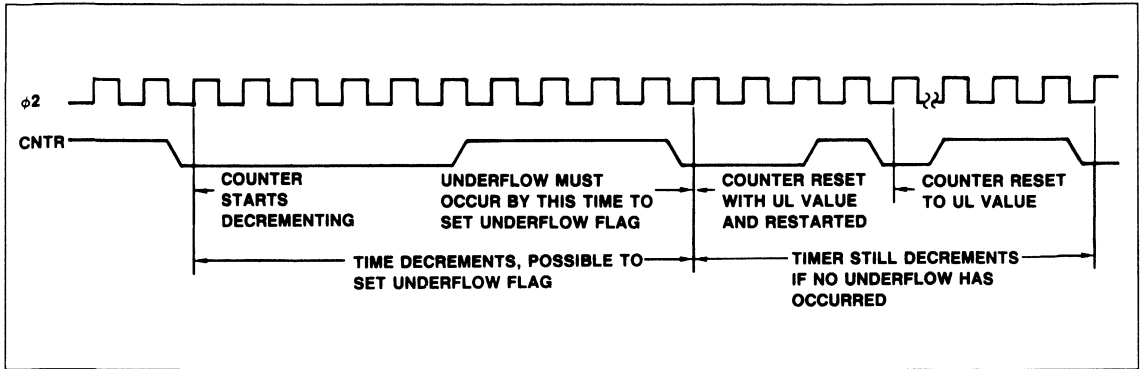 φ2
CNTR
COUNTER
STARTS
DECREMENTING
UNDERFLOW MUST
OCCUR BY THIS TIME TO
SET UNDERFLOW FLAG
COUNTER RESET
WITH UL VALUE
AND RESTARTED
COUNTER RESET
TO UL VALUE
TIME DECREMENTS, POSSIBLE TO
SET UNDERFLOW FLAG
TIMER STILL DECREMENTS
IF NO UNDERFLOW HAS
OCCURRED